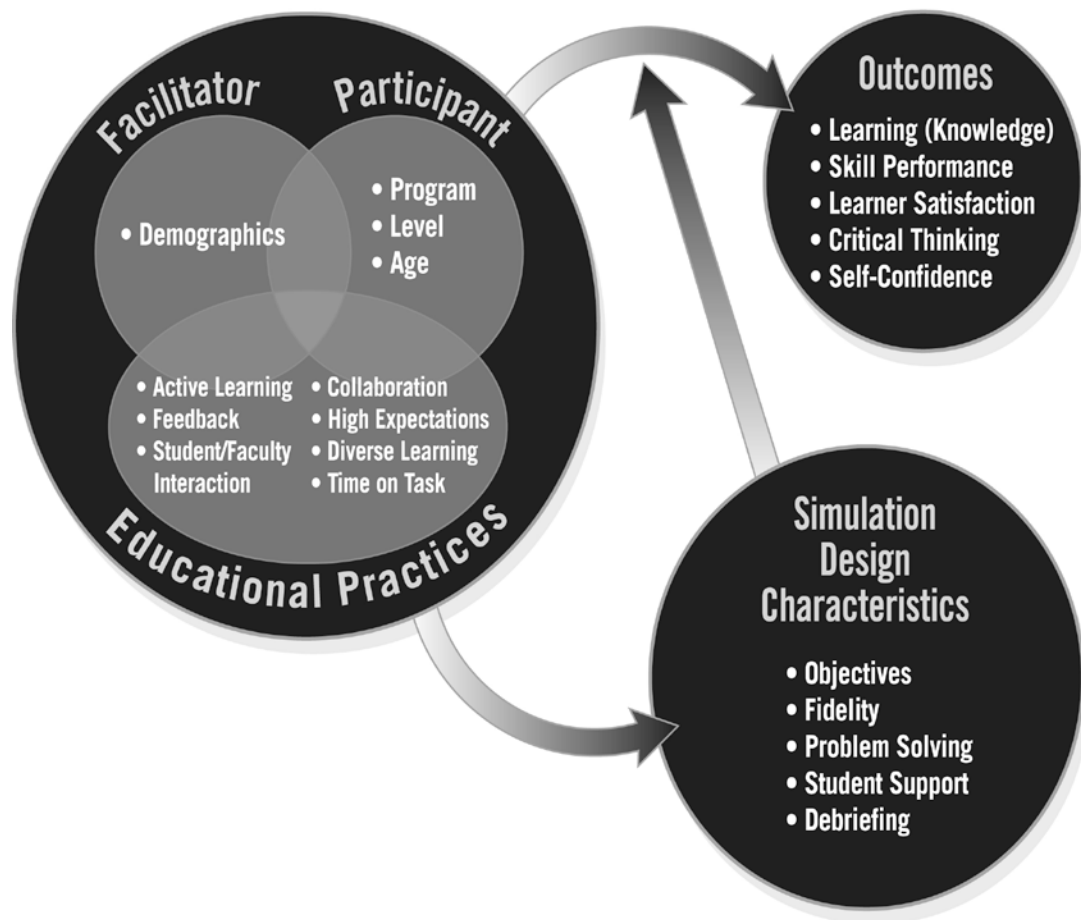 Facilitator
Participant
• Demographics
• Program
• Level
• Age
• Active Learning
• Feedback
• Student/Faculty
Interaction
• Collaboration
• High Expectations
• Diverse Learning
• Time on Task
Educational Practices
Outcomes
• Learning (Knowledge)
• Skill Performance
• Learner Satisfaction
• Critical Thinking
• Self-Confidence
Simulation
Design
Characteristics
• Objectives
• Fidelity
• Problem Solving
• Student Support
• Debriefing